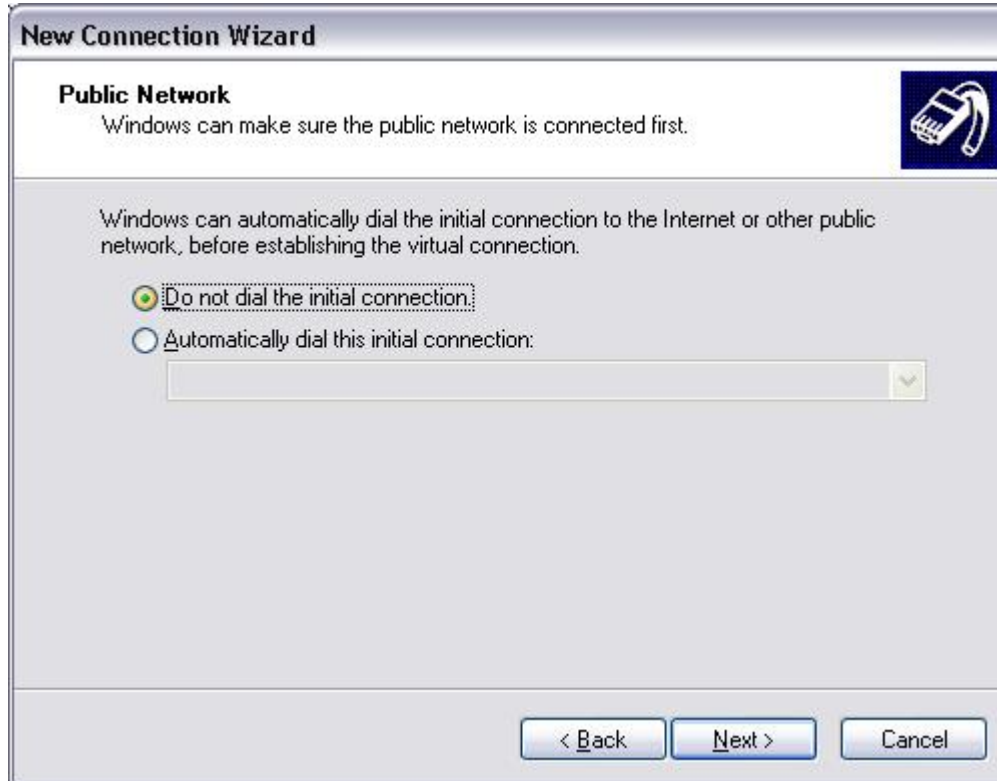 New Connection Wizard
Public Network
Windows can make sure the public network is connected first.
Windows can automatically dial the initial connection to the Internet or other public
network, before establishing the virtual connection.
Do not dial the initial connection.
Automatically dial this initial connection:
< Back Next > Cancel